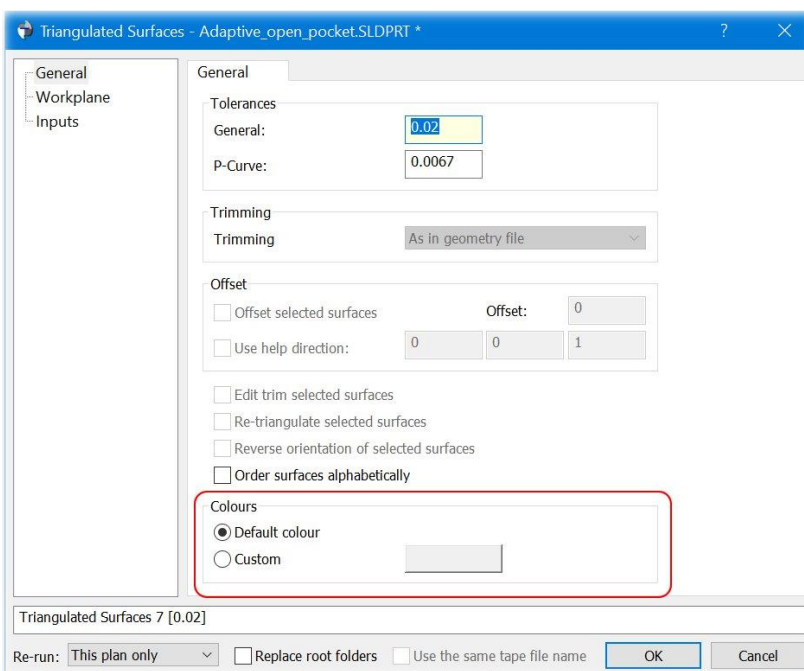 Triangulated Surfaces - Adaptive_open_pocket.SLDPRT *
?
General
Workplane
Inputs
General
Tolerances
General: 0.02
P-Curve: 0.0067
Trimming
Trimming As in geometry file
Offset
Offset selected surfaces Offset: 0
Use help direction: 0 0 1
Edit trim selected surfaces
Re-triangulate selected surfaces
Reverse orientation of selected surfaces
Order surfaces alphabetically
Colours
Default colour
Custom
Triangulated Surfaces 7 [0.02]
Re-run: This plan only Replace root folders Use the same tape file name OK Cancel